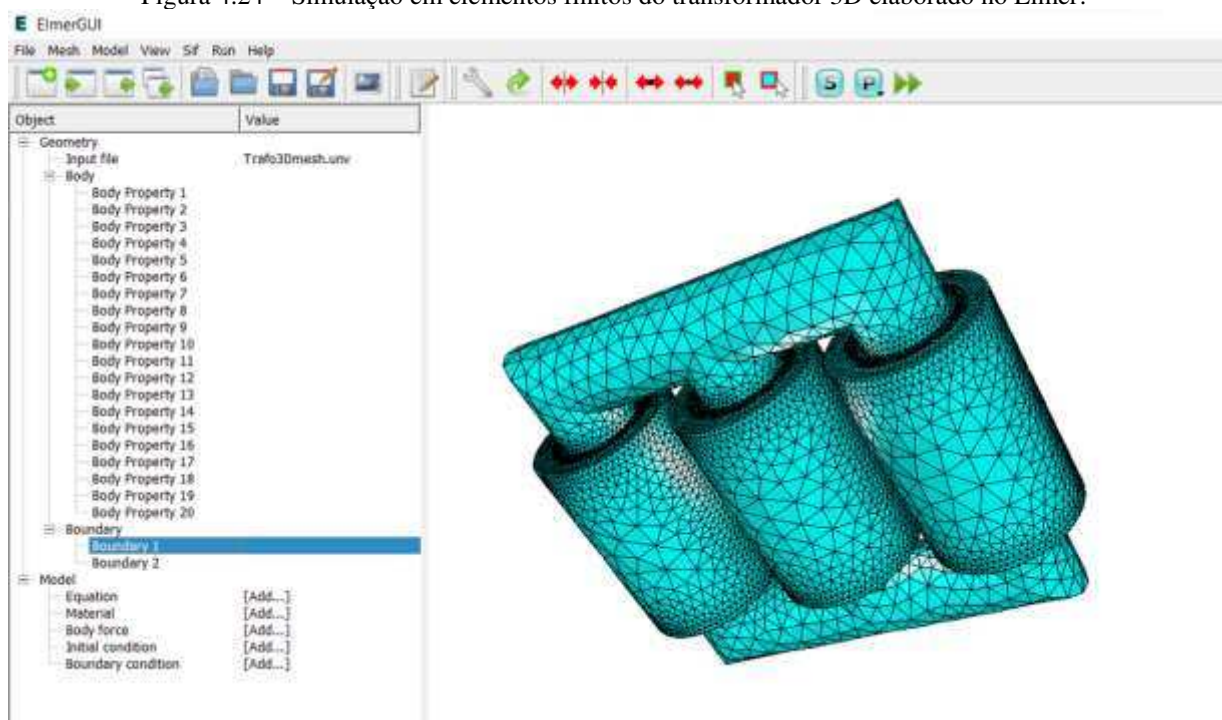 Figura 4.24 – Simulação em elementos finitos do transformador 3D elaborado no Elmer.
E ElmerGUI
File Mesh Model View Sif Run Help
S P
Object Value
Geometry
Input file Trafo3Dmesh.unv
Body
Body Property 1
Body Property 2
Body Property 3
Body Property 4
Body Property 5
Body Property 6
Body Property 7
Body Property 8
Body Property 9
Body Property 10
Body Property 11
Body Property 12
Body Property 13
Body Property 14
Body Property 15
Body Property 16
Body Property 17
Body Property 18
Body Property 19
Body Property 20
Boundary
Boundary 1
Boundary 2
Model
Equation [Add...]
Material [Add...]
Body force [Add...]
Initial condition [Add...]
Boundary condition [Add...]